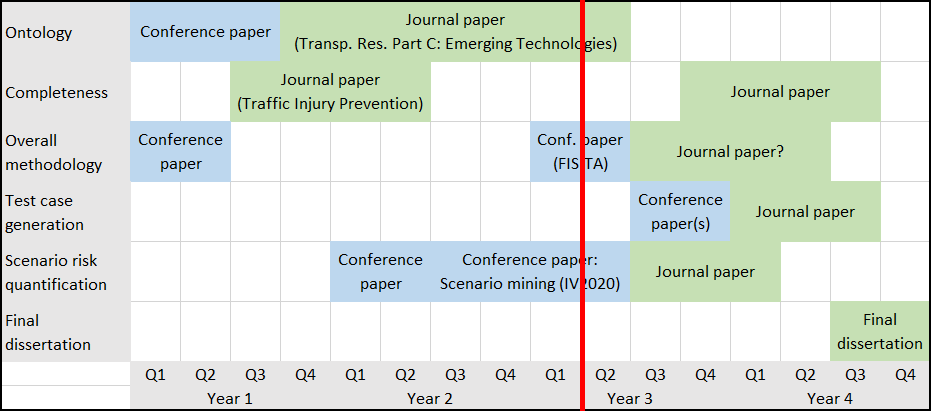 Ontology
Conference paper
Journal paper
(Transp. Res. Part C: Emerging Technologies)
Completeness
Journal paper
(Traffic Injury Prevention)
Journal paper
Overall
methodology
Conference
paper
Conf. paper
(FISITA)
Journal paper?
Test case
generation
Conference
paper(s)
Journal paper
Scenario risk
quantification
Conference
paper
Conference paper:
Scenario mining (IV2020)
Journal paper
Final
dissertation
Final
dissertation
Q1 Q2 Q3 Q4 Q1 Q2 Q3 Q4 Q1 Q2 Q3 Q4 Q1 Q2 Q3 Q4
Year 1 Year 2 Year 3 Year 4